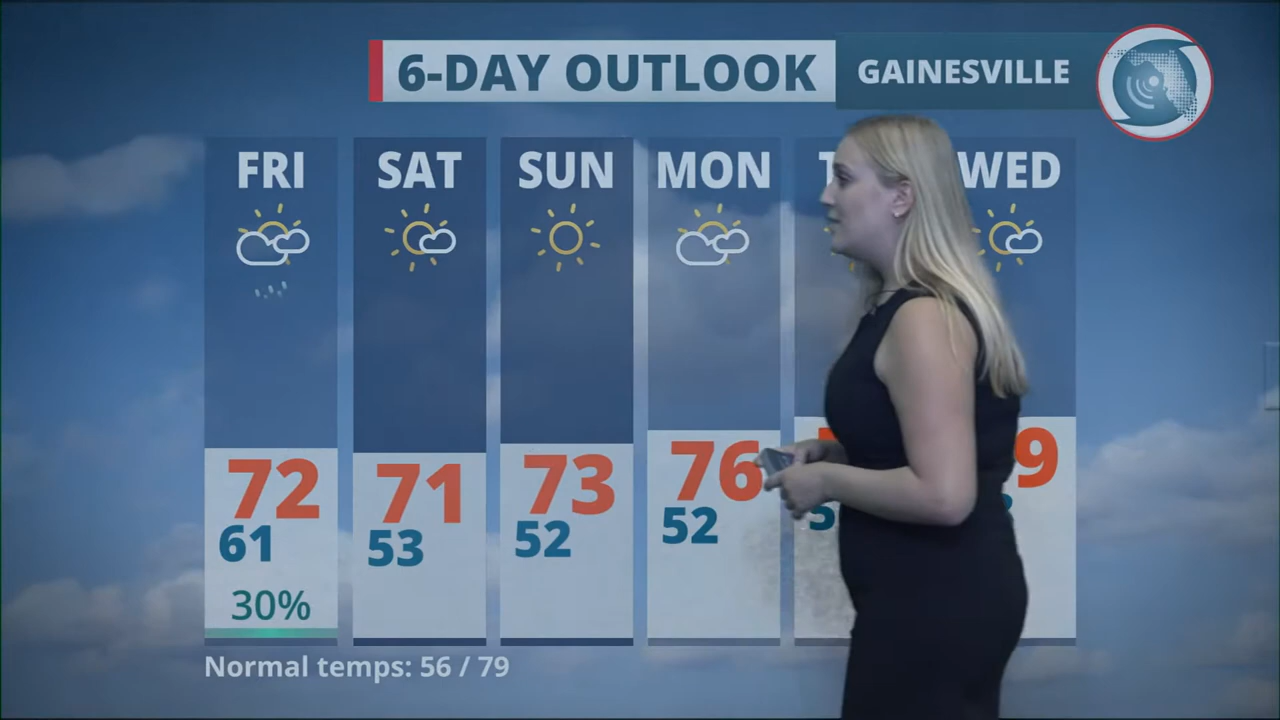 6-DAY OUTLOOK
GAINESVILLE
FRI SAT SUN MON WED
72 71 73 76
61 53 52 52
30%
Normal temps: 56 / 79